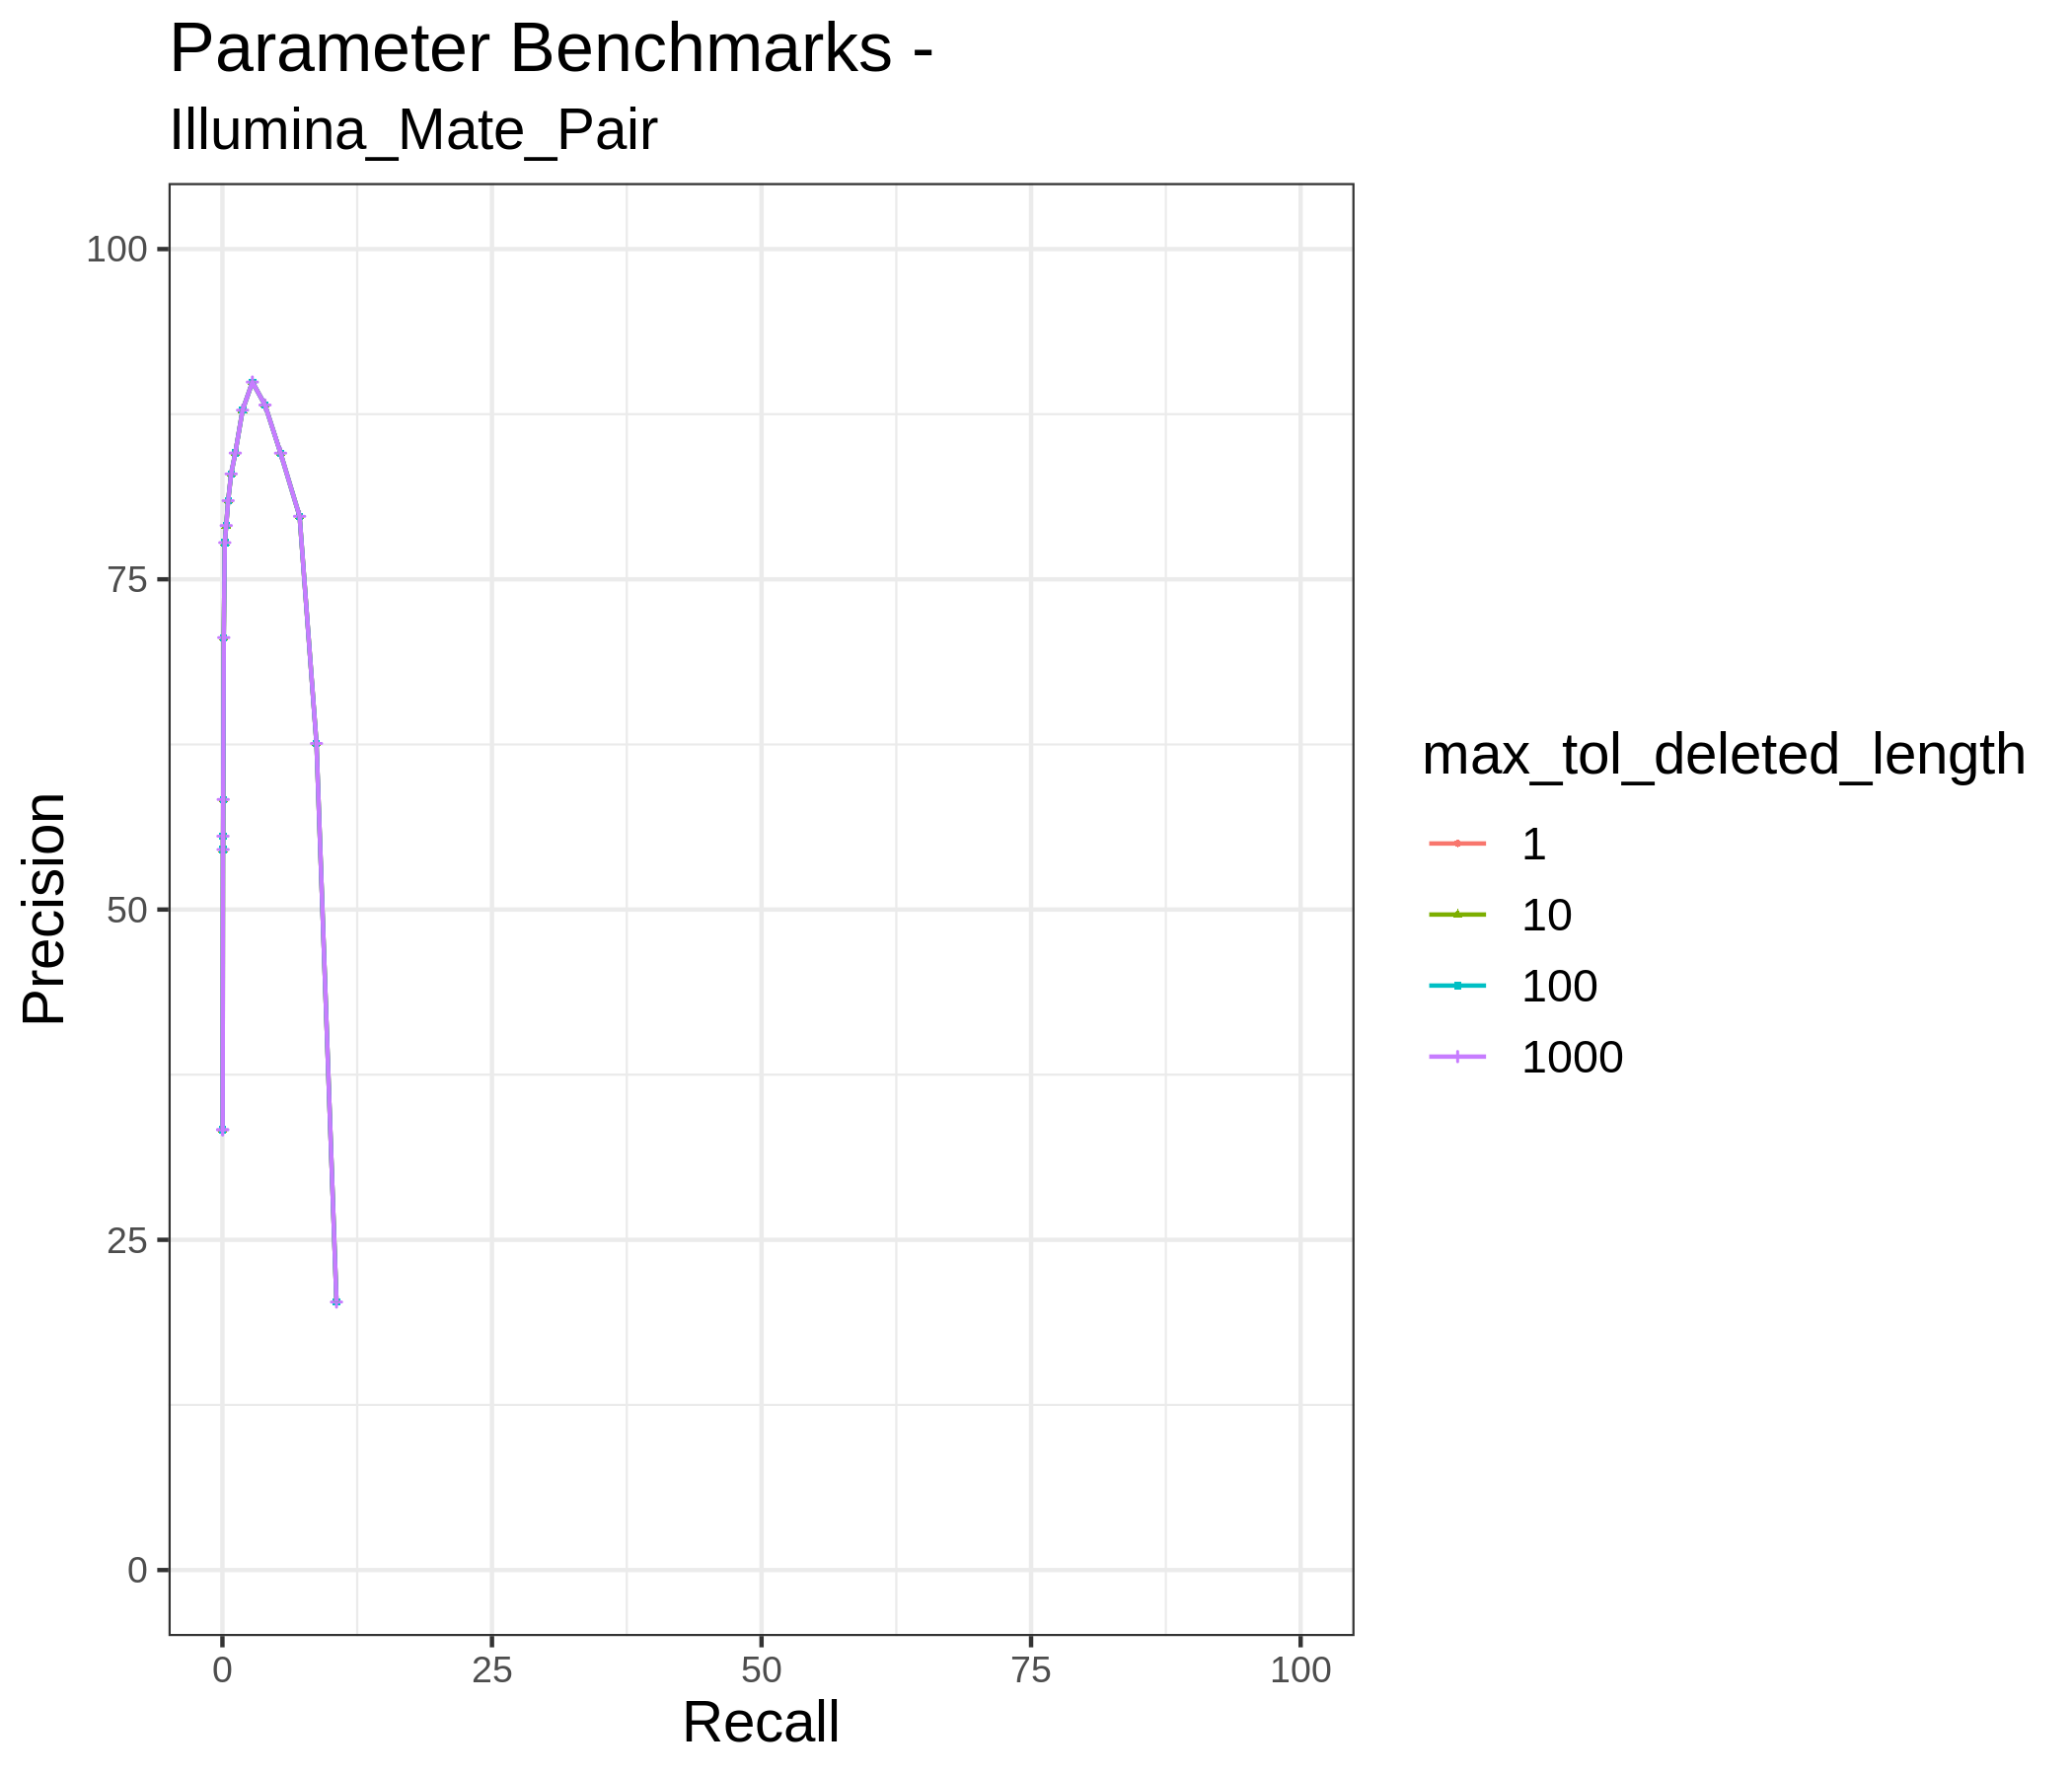 Parameter Benchmarks -
Illumina_Mate_Pair
100
75
50
25
0
Precision
0 25 50 75 100
Recall
max_tol_deleted_length
1
10
100
1000